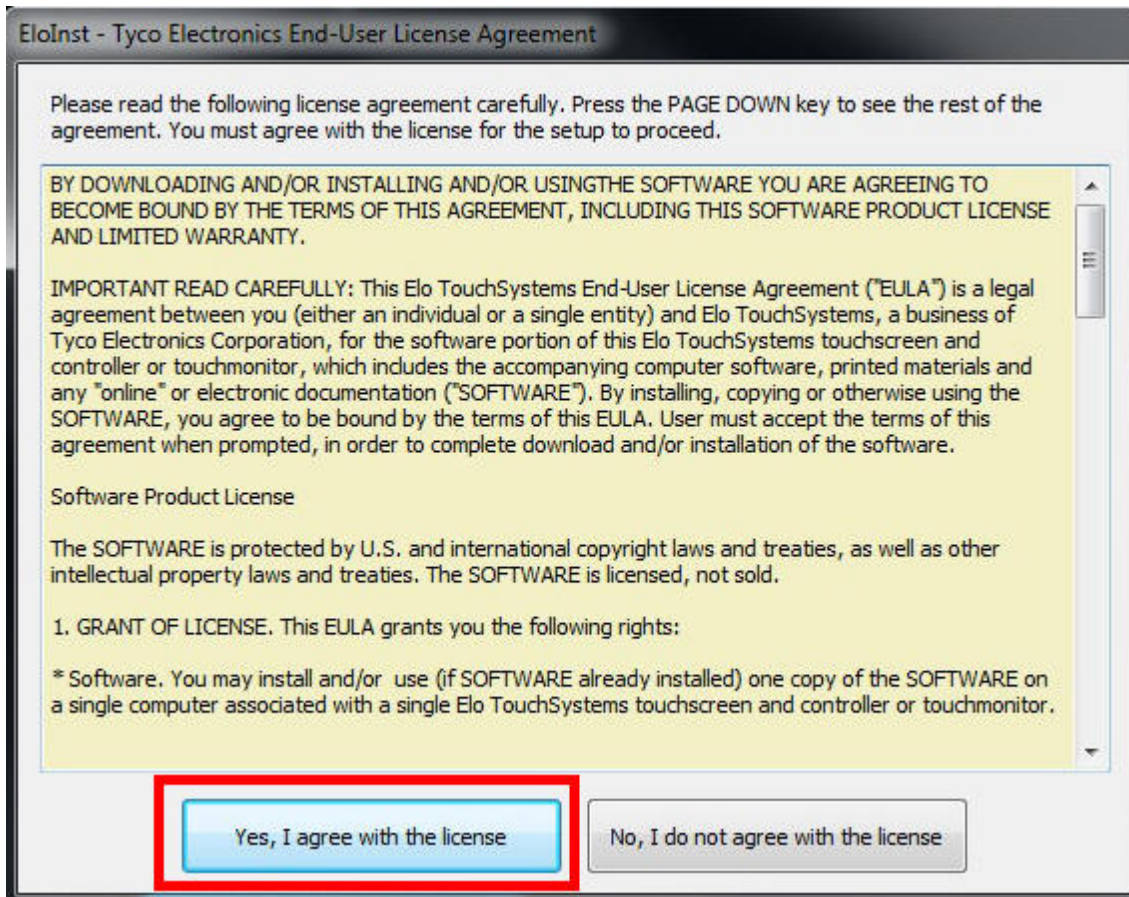 EloInst - Tyco Electronics End-User License Agreement
Please read the following license agreement carefully. Press the PAGE DOWN key to see the rest of the
agreement. You must agree with the license for the setup to proceed.
BY DOWNLOADING AND/OR INSTALLING AND/OR USINGTHE SOFTWARE YOU ARE AGREEING TO
BECOME BOUND BY THE TERMS OF THIS AGREEMENT, INCLUDING THIS SOFTWARE PRODUCT LICENSE
AND LIMITED WARRANTY.
IMPORTANT READ CAREFULLY: This Elo TouchSystems End-User License Agreement ("EULA") is a legal
agreement between you (either an individual or a single entity) and Elo TouchSystems, a business of
Tyco Electronics Corporation, for the software portion of this Elo TouchSystems touchscreen and
controller or touchmonitor, which includes the accompanying computer software, printed materials and
any "online" or electronic documentation ("SOFTWARE"). By installing, copying or otherwise using the
SOFTWARE, you agree to be bound by the terms of this EULA. User must accept the terms of this
agreement when prompted, in order to complete download and/or installation of the software.
Software Product License
The SOFTWARE is protected by U.S. and international copyright laws and treaties, as well as other
intellectual property laws and treaties. The SOFTWARE is licensed, not sold.
1. GRANT OF LICENSE. This EULA grants you the following rights:
* Software. You may install and/or  use (if SOFTWARE already installed) one copy of the SOFTWARE on
a single computer associated with a single Elo TouchSystems touchscreen and controller or touchmonitor.
Yes, I agree with the license
No, I do not agree with the license